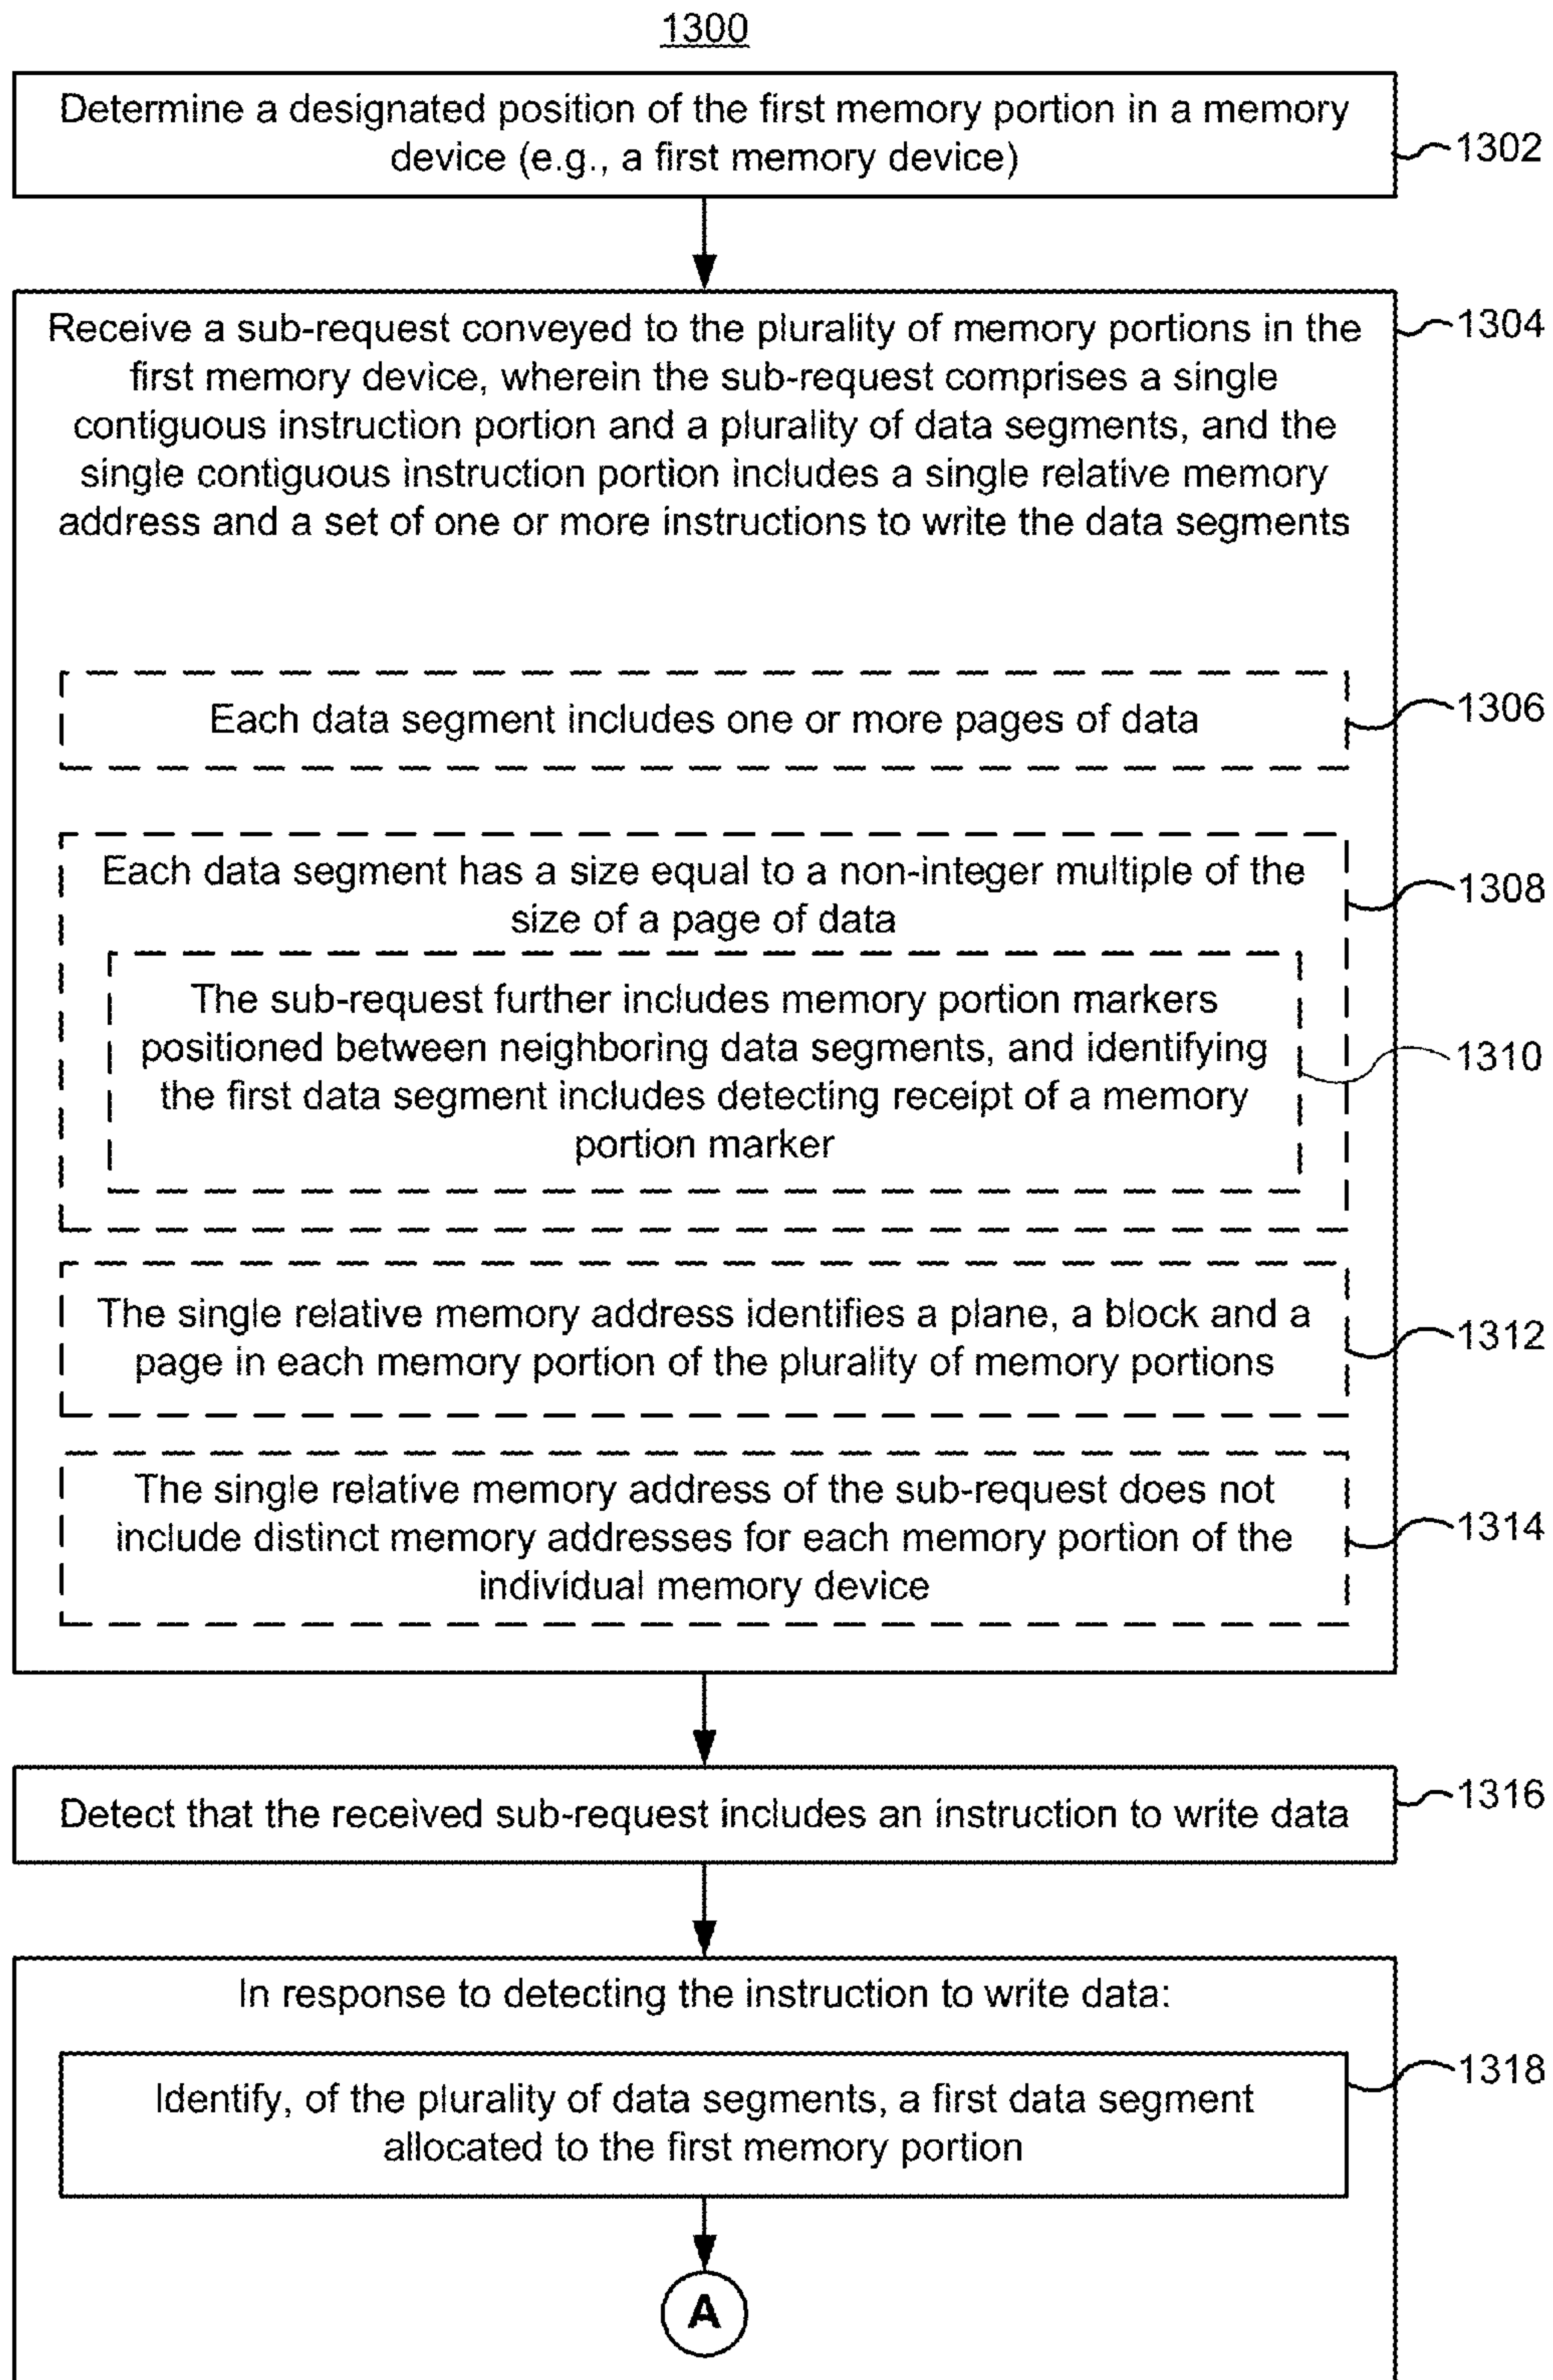 1300
Determine a designated position of the first memory portion in a memory
device (e.g., a first memory device)
1302
Receive a sub-request conveyed to the plurality of memory portions in the
first memory device, wherein the sub-request comprises a single
contiguous instruction portion and a plurality of data segments, and the
single contiguous instruction portion includes a single relative memory
address and a set of one or more instructions to write the data segments
1304
Each data segment includes one or more pages of data
1306
Each data segment has a size equal to a non-integer multiple of the
size of a page of data
1308
The sub-request further includes memory portion markers
positioned between neighboring data segments, and identifying
the first data segment includes detecting receipt of a memory
portion marker
1310
The single relative memory address identifies a plane, a block and a
page in each memory portion of the plurality of memory portions
1312
The single relative memory address of the sub-request does not
include distinct memory addresses for each memory portion of the
individual memory device
1314
Detect that the received sub-request includes an instruction to write data
1316
In response to detecting the instruction to write data:
Identify, of the plurality of data segments, a first data segment
allocated to the first memory portion
1318
A